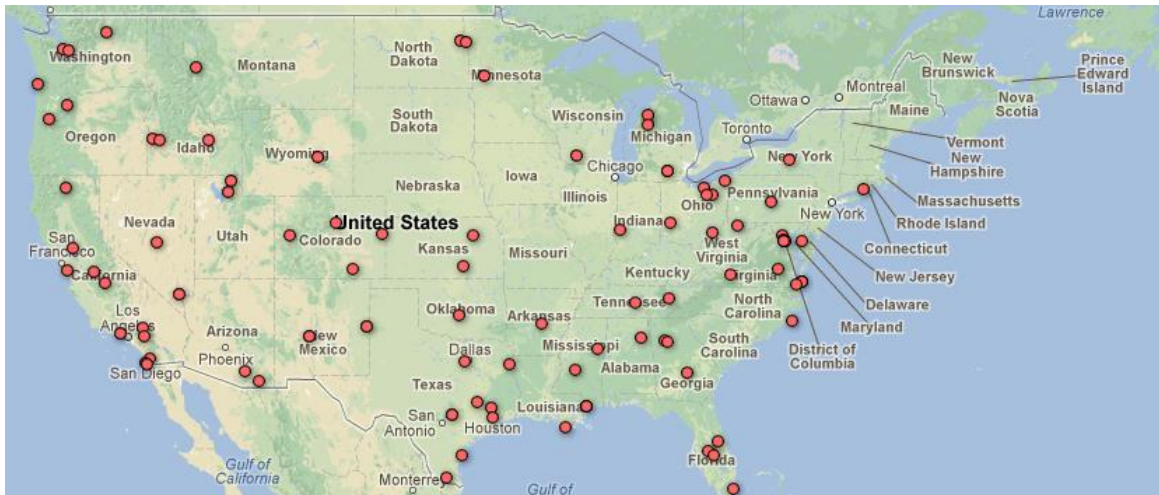 Lawrence
Washington
Montana
North
Dakota
Minnesota
New
Brunswick
Prince
Edward
Island
Ottawa
Montreal
Maine
Nova
Scotia
Oregon
Idaho
Wyoming
South
Dakota
Wisconsin
Michigan
Toronto
New York
Vermont
New
Hampshire
Nebraska
Iowa
Chicago
Illinois
Indiana
Ohio
Pennsylvania
New York
Massachusetts
Rhode Island
Connecticut
Nevada
Utah
United States
Colorado
Kansas
Missouri
West
Virginia
Virginia
New Jersey
Delaware
Maryland
District of
Columbia
San
Francisco
California
Kentucky
Tennessee
North
Carolina
Los
Angeles
Arizona
Phoenix
New
Mexico
Oklahoma
Arkansas
Mississippi
Alabama
South
Carolina
Georgia
San Diego
Dallas
Texas
Louisiana
San
Antonio
Houston
Florida
Gulf of
California
Monterrey
Gulf of